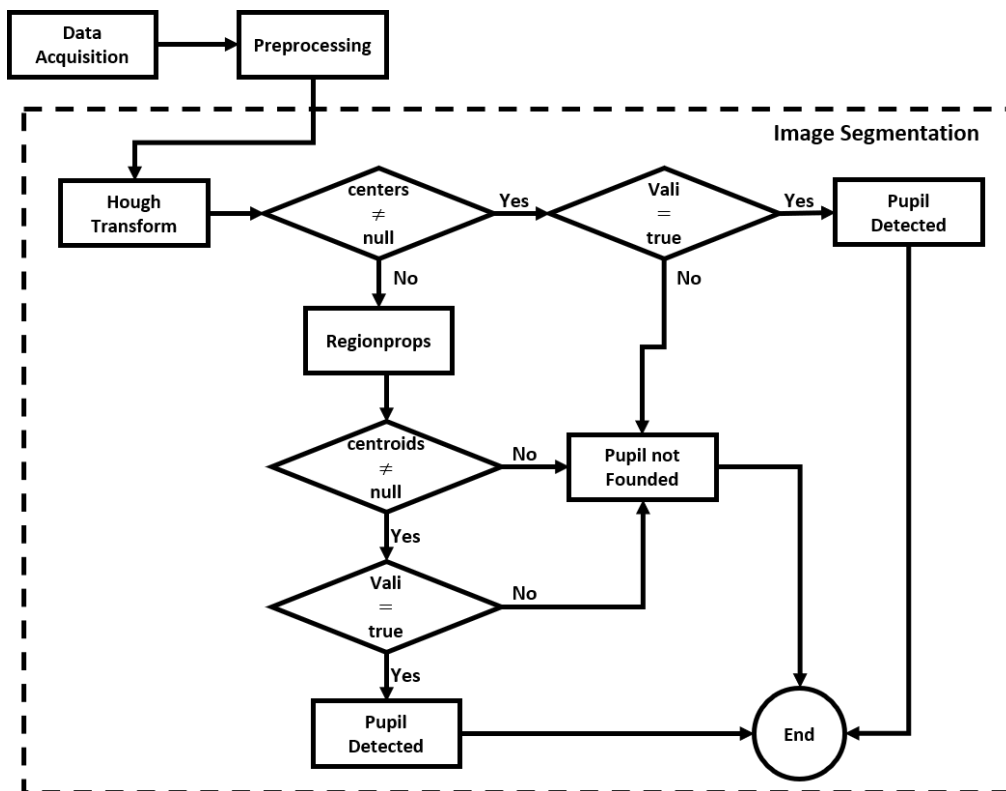 Data
Acquisition
Preprocessing
Image Segmentation
Hough
Transform
centers
≠
null
Yes
Vali
=
true
Yes
Pupil
Detected
No
No
Regionprops
centroids
≠
null
No
Pupil not
Founded
Yes
Vali
=
true
No
Yes
Pupil
Detected
End